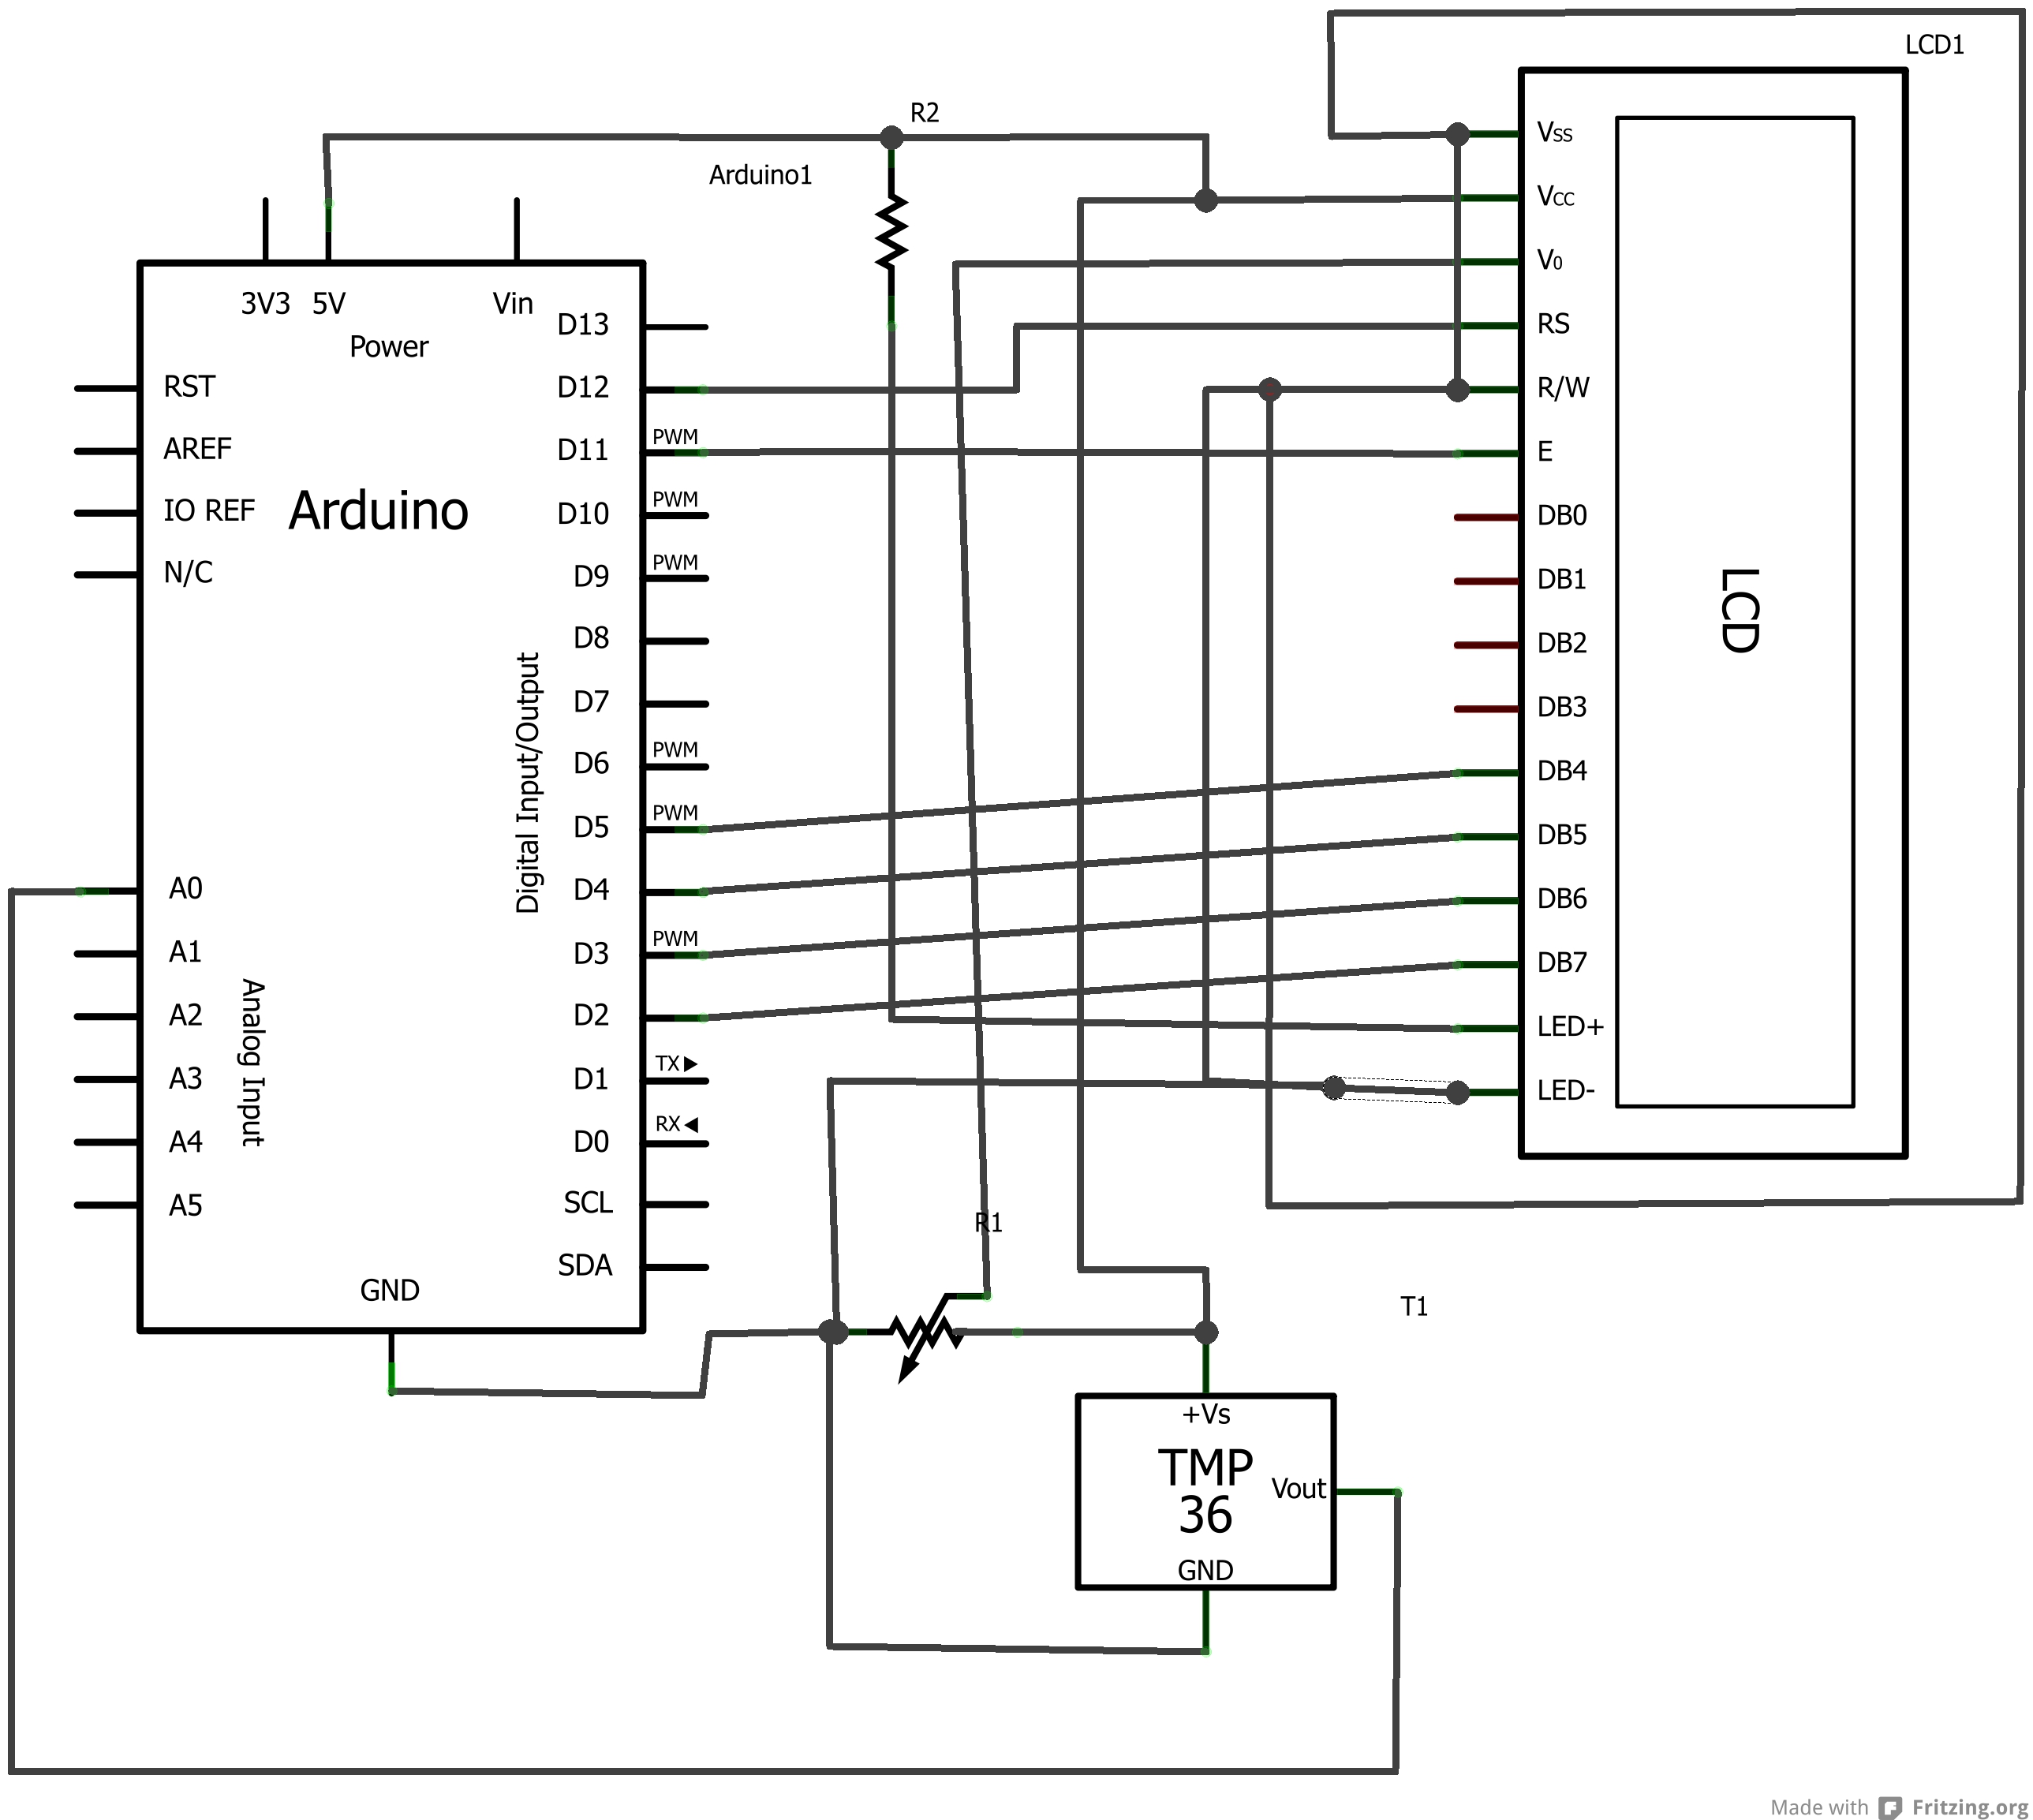 LCD1
R2
Arduino1
3V3 5V Vin
Power
RST
AREF
IO REF
N/C
Arduino
A0
A1
A2
A3
A4
A5
Analog Input
Digital Input/Output
GND
D13
D12
D11 PWM
D10 PWM
D9 PWM
D8
D7
D6 PWM
D5 PWM
D4
D3 PWM
D2
D1 TX
D0 RX
SCL
SDA
VSS
VCC
V0
RS
R/W
E
DB0
DB1
DB2
DB3
DB4
DB5
DB6
DB7
LED+
LED-
LCD
R1
T1
+Vs
TMP
36
Vout
GND
Made with Fritzing.org